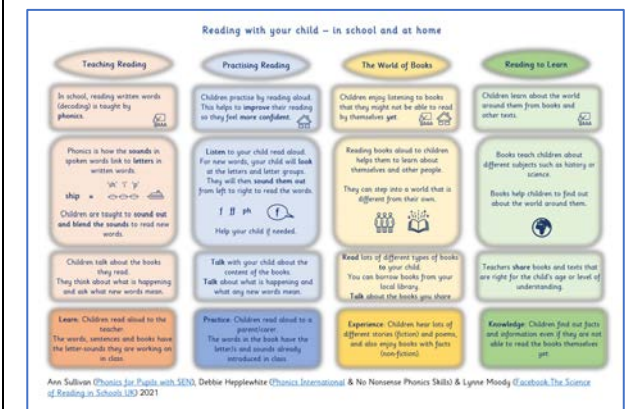 Reading with your child – in school and at home
Teaching Reading
In school, reading written words
(decoding) is taught by
phonics.
Phonics is how the sounds in
spoken words link to letters in
written words.
ship =
Children are taught to sound out
and blend the sounds to read new
words.
Children talk about the books
they read.
They think about what is happening
and ask what new words mean.
Learn: Children read aloud to the
teacher.
The words, sentences and books have
the letter-sounds they are working on
in class.
Practising Reading
Children practise by reading aloud.
This helps to improve their reading
so they feel more confident.
Listen to your child read aloud.
For new words, your child will look
at the letters and letter groups.
They will then sound them out
from left to right to read the words.
f ff ph f
Help your child if needed.
Talk with your child about the
content of the books.
Talk about what is happening and
what any new words mean.
Practice: Children read aloud to a
parent/carer.
The words in the book have the
letter/s and sounds already
introduced in class.
The World of Books
Children enjoy listening to books
that they might not be able to read
by themselves yet.
Reading books aloud to children
helps them to learn about
themselves and other people.
They can step into a world that is
different from their own.
Read lots of different types of books
to your child.
You can borrow books from your
local library.
Talk about the books you share
Experience: Children hear lots of
different stories (fiction) and poems,
and also enjoy books with facts
(non-fiction).
Reading to Learn
Children learn about the world
around them from books and
other texts.
Books teach children about
different subjects such as history or
science.
Books help children to find out
about the world around them.
Teachers share books and texts that
are right for the child's age or level of
understanding.
Knowledge: Children find out facts
and information even if they are not
able to read the books themselves
yet.
Ann Sullivan (Phonics for Pupils with SEN), Debbie Hepplewhite (Phonics International & No Nonsense Phonics Skills) & Lynne Moody (Facebook The Science
of Reading in Schools UK) 2021